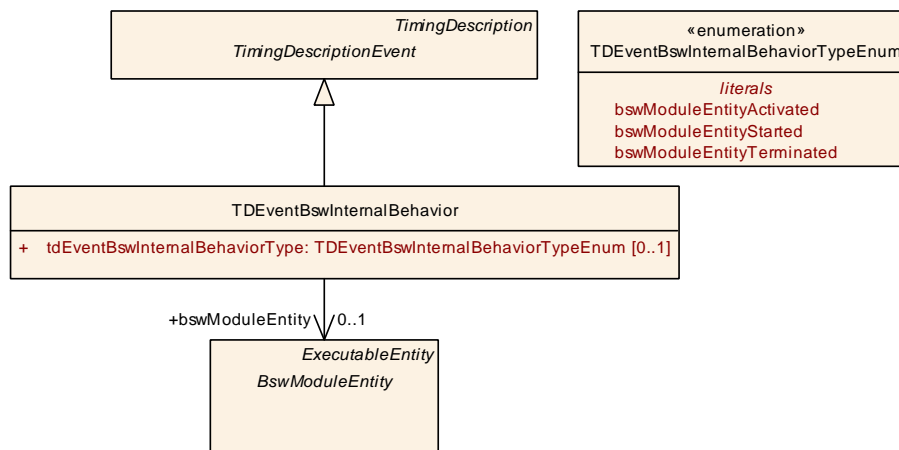 TimingDescription
TimingDescriptionEvent
«enumeration»
TDEventBswInternalBehaviorTypeEnum
literals
bswModuleEntityActivated
bswModuleEntityStarted
bswModuleEntityTerminated
TDEventBswInternalBehavior
+ tdEventBswInternalBehaviorType: TDEventBswInternalBehaviorTypeEnum [0..1]
+bswModuleEntity 0..1
ExecutableEntity
BswModuleEntity